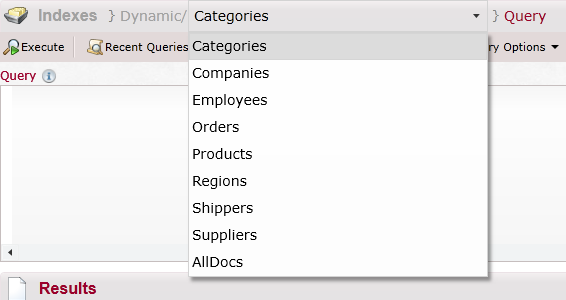 Indexes } Dynamic/ Categories } Query
Execute Recent Queries ry Options
Query
Categories
Companies
Employees
Orders
Products
Regions
Shippers
Suppliers
AllDocs
Results